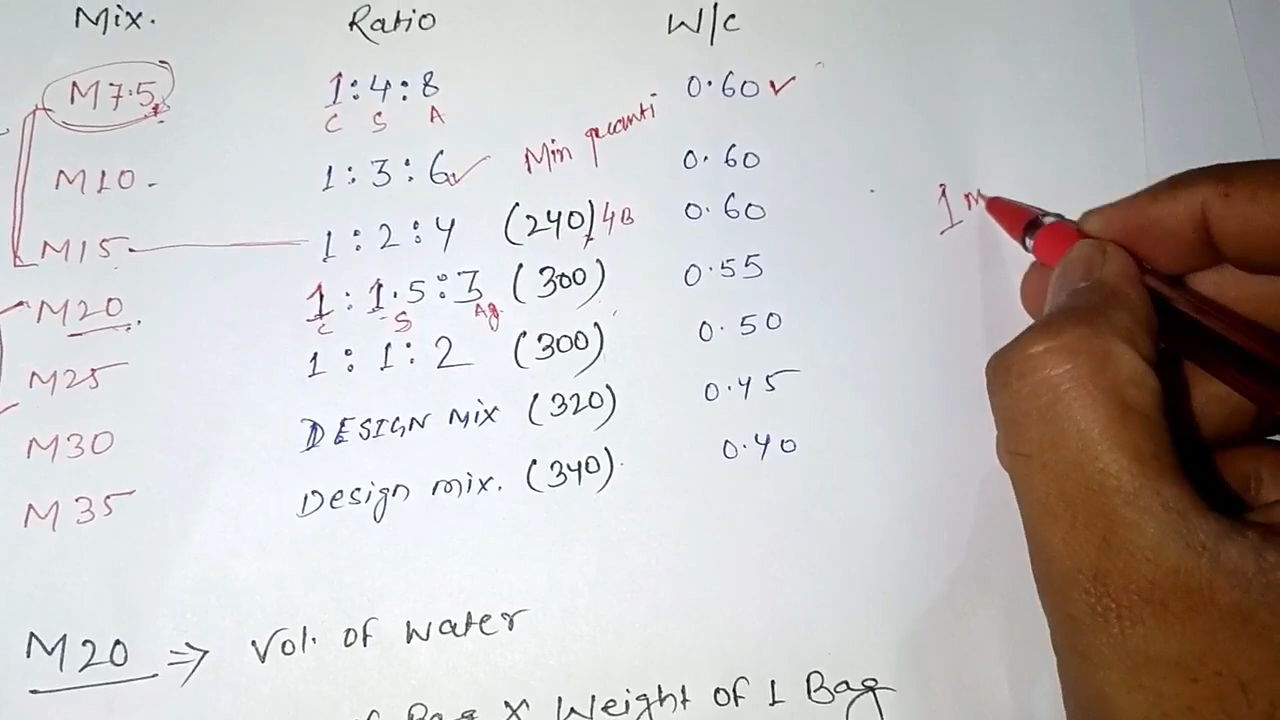 Mix. Ratio W/c
M7.5 1:4:8 0.60 ✓
C S A
M10. 1:3:6 ✓ Min quanti 0.60
M15 1:2:4 (240) 4B 0.60 1 m
M20. 1:1.5:3 (300) 0.55
C S Ag.
M25 1:1:2 (300) 0.50
M30 DESIGN Mix (320) 0.45
M35 Design mix. (340). 0.40
M20 ⇒ Vol. of water
Bag X Weight of 1 Bag